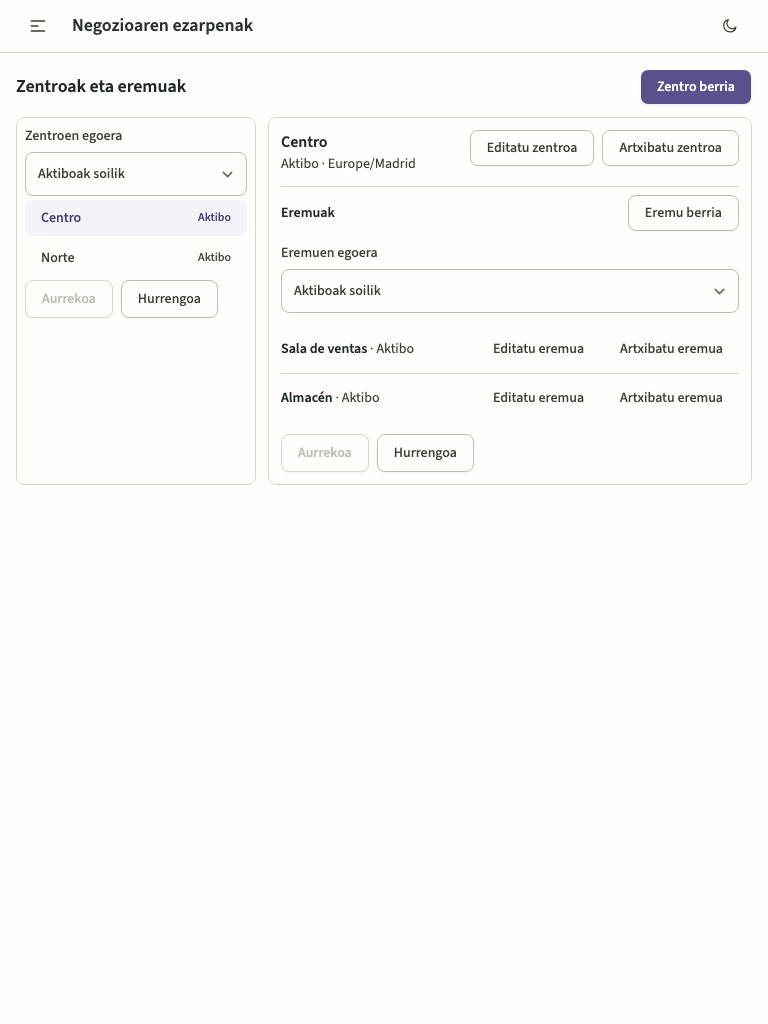 Negozioaren ezarpenak
Zentroak eta eremuak
Zentro berria
Zentroen egoera
Aktiboak soilik
Centro Aktibo
Norte Aktibo
Aurrekoa Hurrengoa
Centro
Aktibo · Europe/Madrid
Editatu zentroa Artxibatu zentroa
Eremuak
Eremu berria
Eremuen egoera
Aktiboak soilik
Sala de ventas · Aktibo Editatu eremua Artxibatu eremua
Almacén · Aktibo Editatu eremua Artxibatu eremua
Aurrekoa Hurrengoa